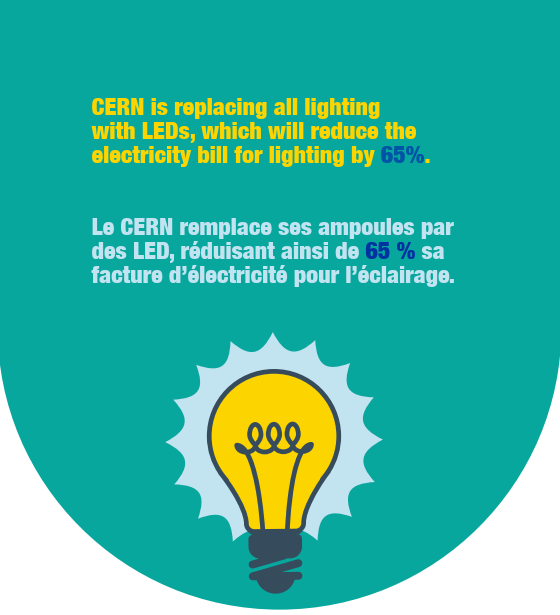 CERN is replacing all lighting
with LEDs, which will reduce the
electricity bill for lighting by 65%.
Le CERN remplace ses ampoules par
des LED, réduisant ainsi de 65 % sa
facture d’électricité pour l’éclairage.